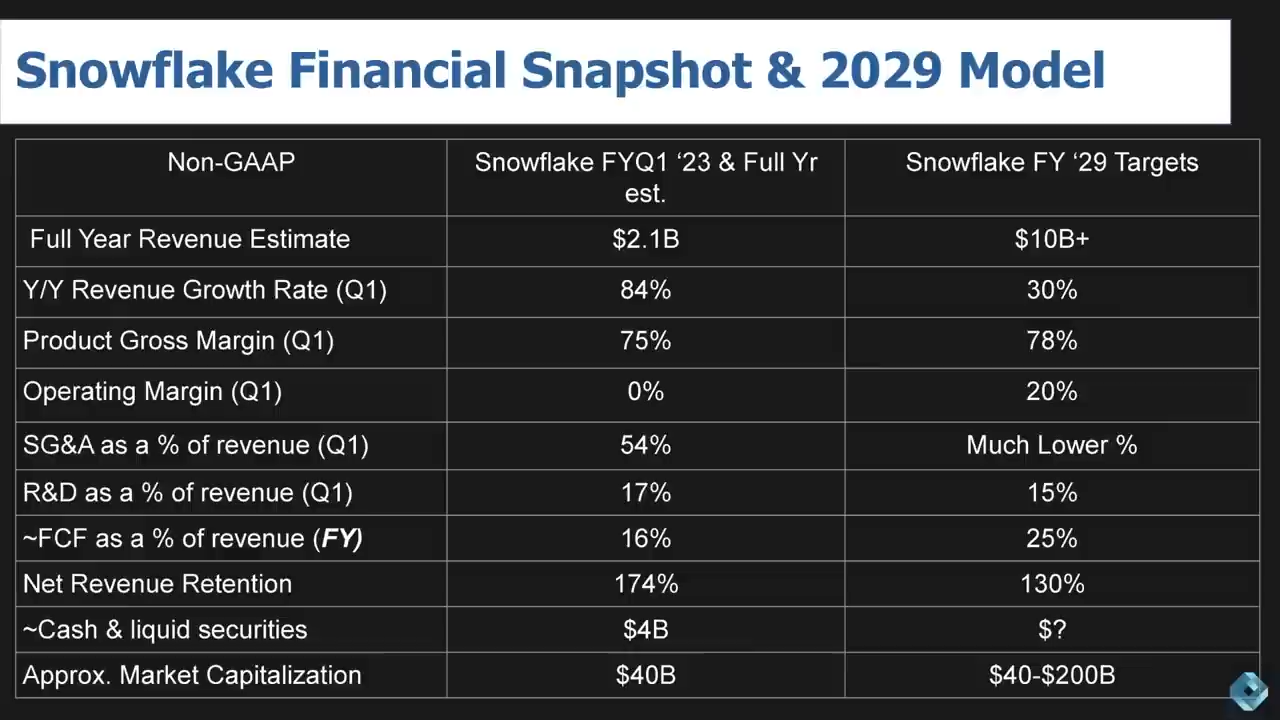 Snowflake Financial Snapshot & 2029 Model
Non-GAAP
Snowflake FYQ1 ‘23 & Full Yr
est.
Snowflake FY ‘29 Targets
Full Year Revenue Estimate
$2.1B
$10B+
Y/Y Revenue Growth Rate (Q1)
84%
30%
Product Gross Margin (Q1)
75%
78%
Operating Margin (Q1)
0%
20%
SG&A as a % of revenue (Q1)
54%
Much Lower %
R&D as a % of revenue (Q1)
17%
15%
~FCF as a % of revenue (FY)
16%
25%
Net Revenue Retention
174%
130%
~Cash & liquid securities
$4B
$?
Approx. Market Capitalization
$40B
$40-$200B